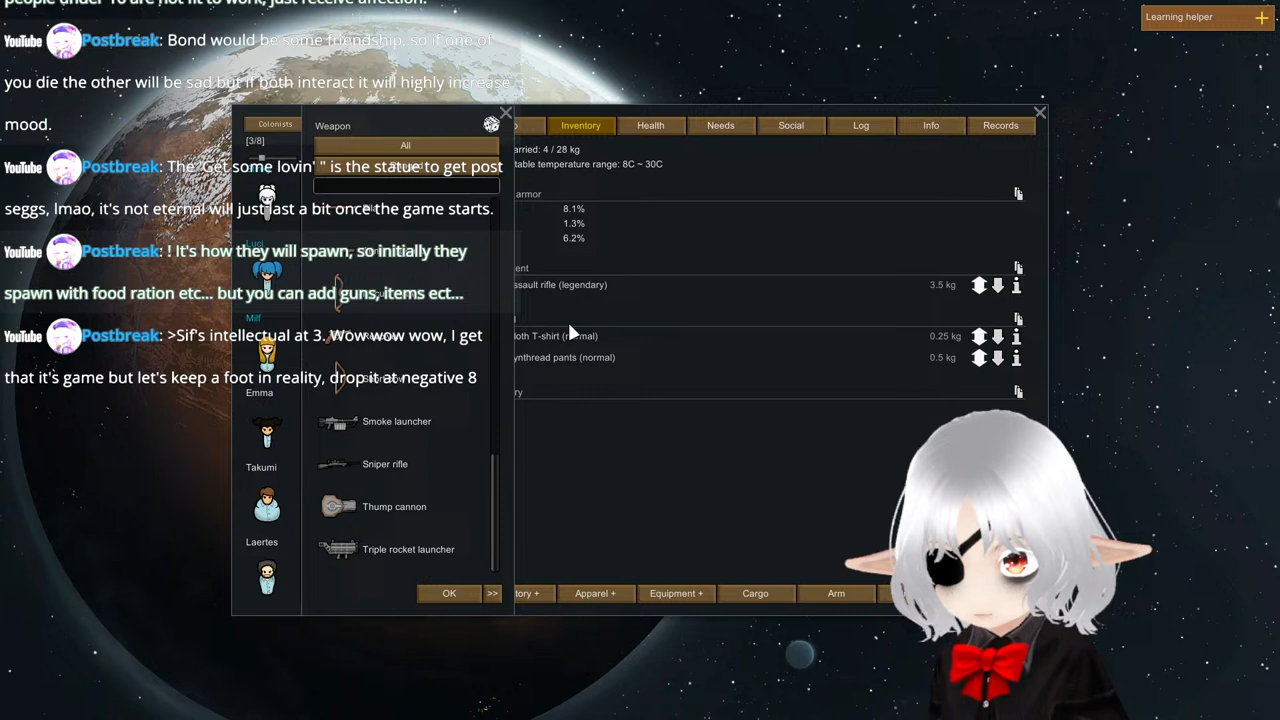 people under 16 are not fit to work, just receive affection.
YouTube Postbreak: Bond would be some friendship, so if one of
you die the other will be sad but if both interact it will highly increase
mood.
YouTube Postbreak: The "Get some lovin' " is the statue to get post
seggs, lmao, it's not eternal will just last a bit once the game starts.
YouTube Postbreak: ! It's how they will spawn, so initially they
spawn with food ration etc... but you can add guns, items ect...
YouTube Postbreak: >Sif's intellectual at 3. Wow wow wow, I get
that it's game but let's keep a foot in reality, drop it at negative 8
Learning helper
Colonists
[3/8]
Luci
Milf
Emma
Takumi
Laertes
Weapon
All
Smoke launcher
Sniper rifle
Thump cannon
Triple rocket launcher
OK >>
Inventory Health Needs Social Log Info Records
arried: 4 / 28 kg
table temperature range: 8C ~ 30C
armor
8.1%
1.3%
6.2%
ent
ssault rifle (legendary) 3.5 kg
loth T-shirt (normal) 0.25 kg
ynthread pants (normal) 0.5 kg
ry
tory + Apparel + Equipment + Cargo Arm